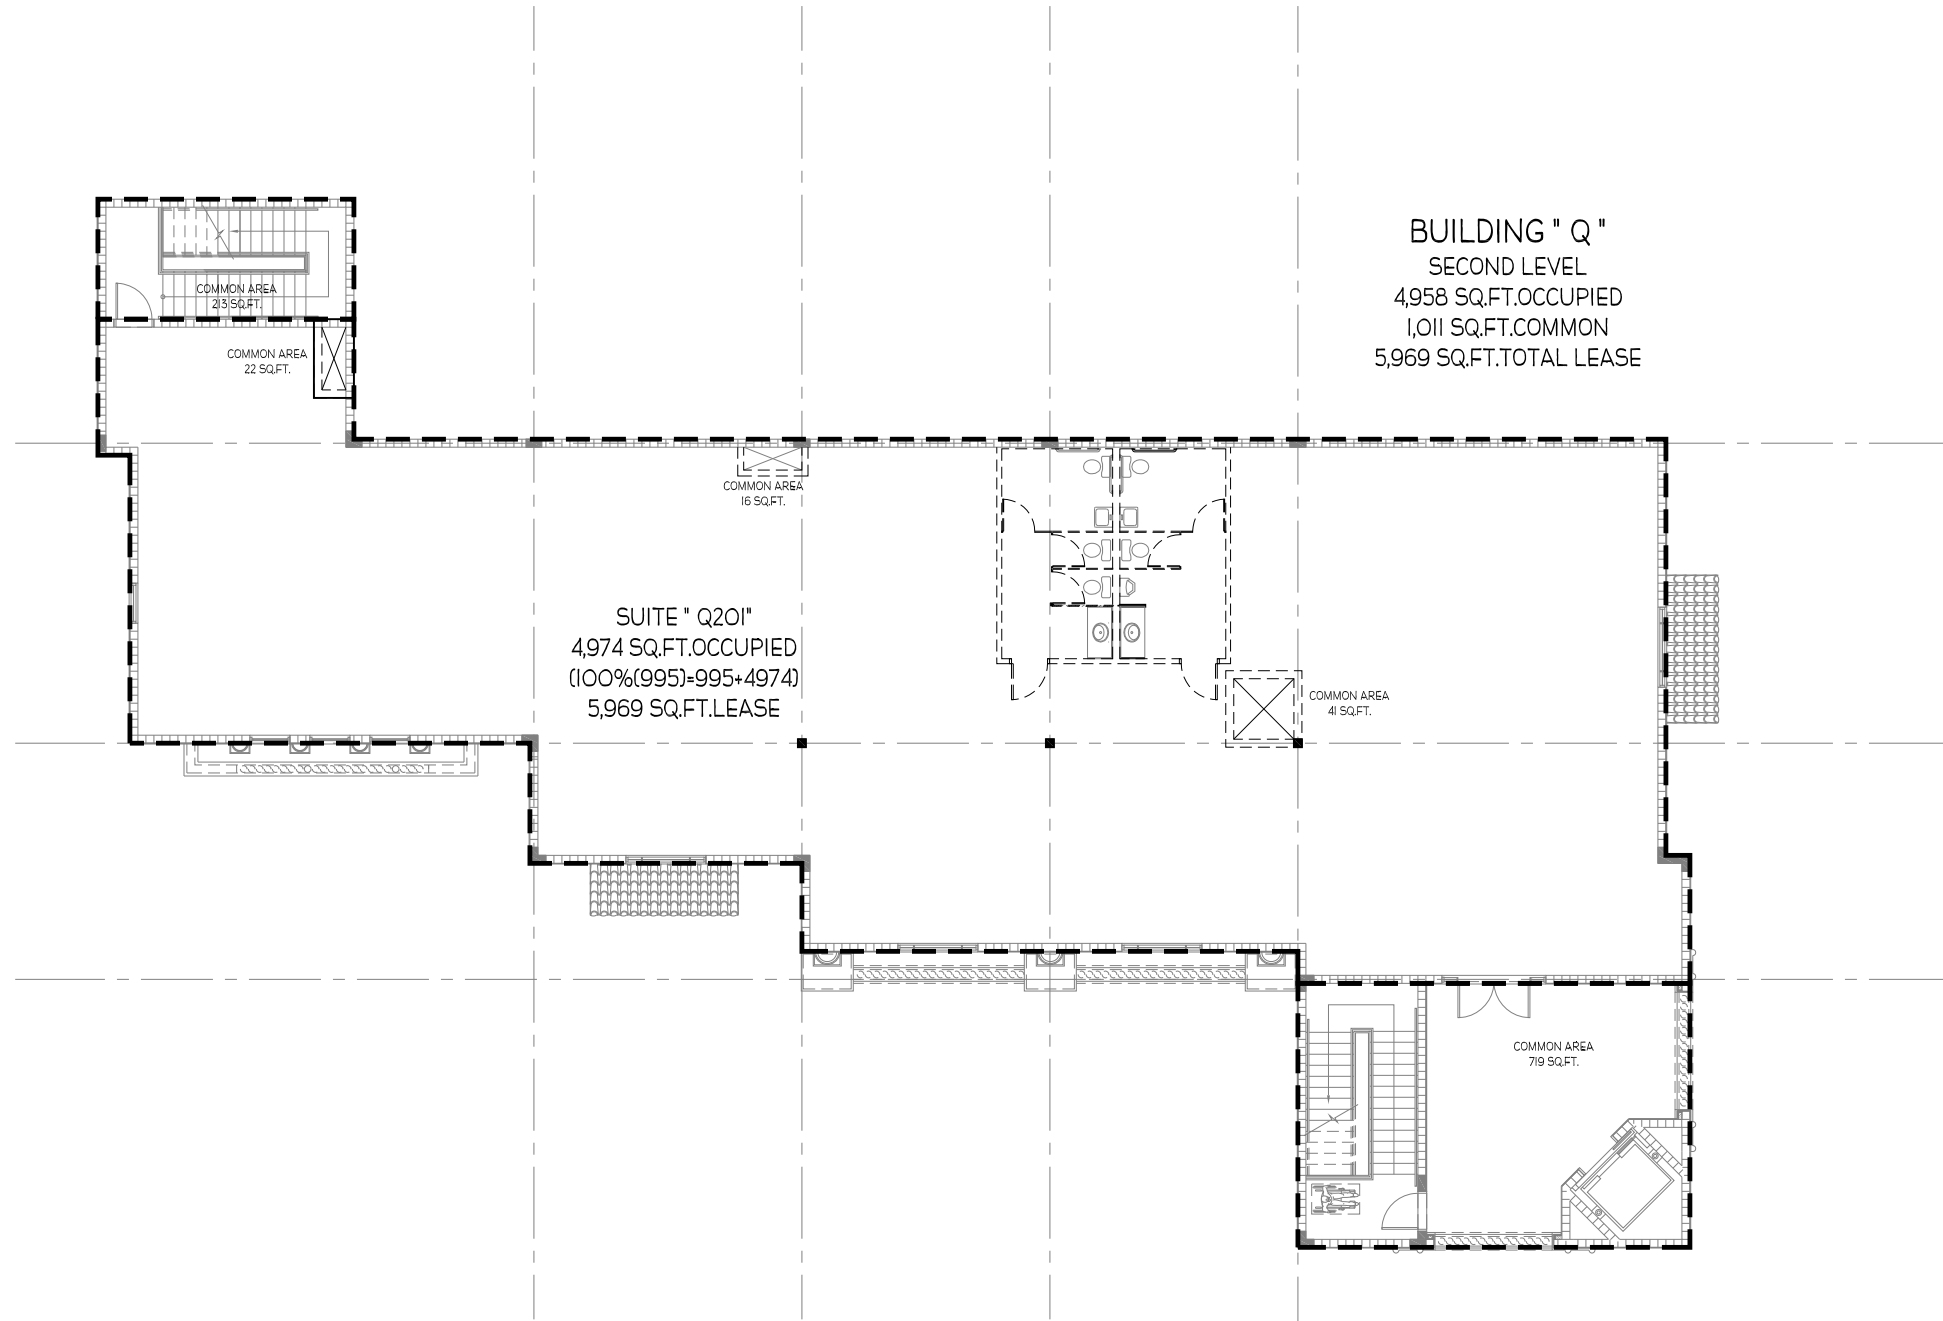 BUILDING " Q "
SECOND LEVEL
4,958 SQ.FT.OCCUPIED
1,011 SQ.FT.COMMON
5,969 SQ.FT.TOTAL LEASE
COMMON AREA
213 SQ.FT.
COMMON AREA
22 SQ.FT.
COMMON AREA
16 SQ.FT.
SUITE " Q201"
4,974 SQ.FT.OCCUPIED
(100%(995)=995+4974)
5,969 SQ.FT.LEASE
COMMON AREA
41 SQ.FT.
COMMON AREA
719 SQ.FT.